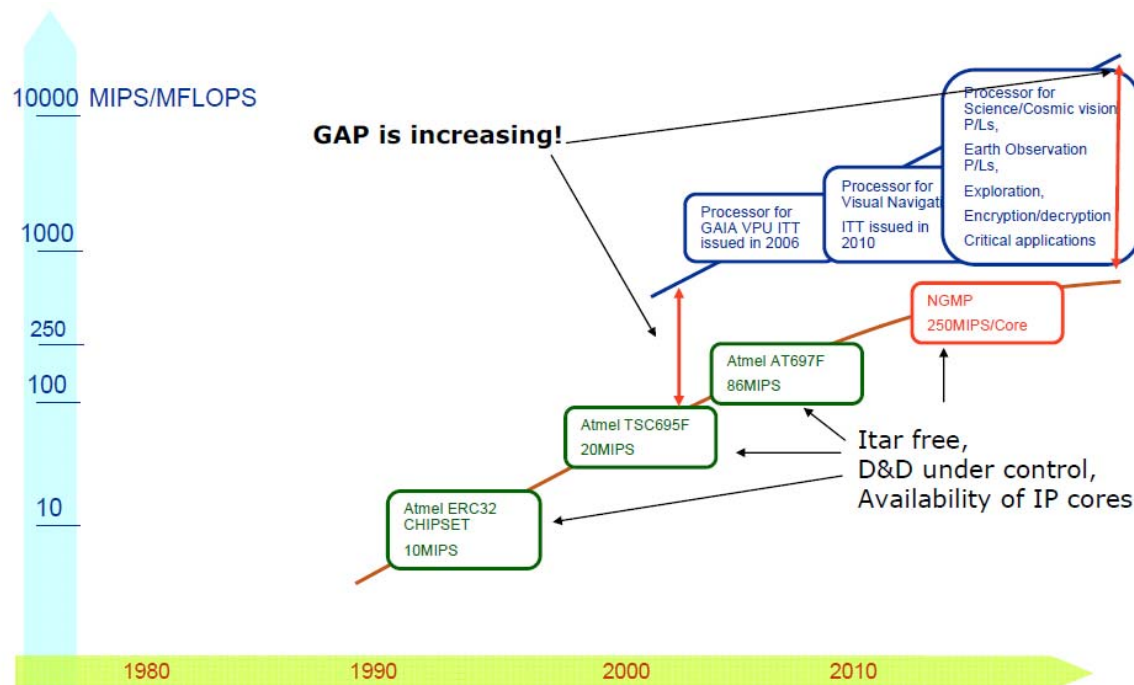 10000 MIPS/MFLOPS
GAP is increasing!
Processor for
Science/Cosmic vision
P/Ls,
Earth Observation
P/Ls,
Exploration,
Encryption/decryption
Critical applications
Processor for
Visual Navigati
ITT issued in
2010
Processor for
GAIA VPU ITT
issued in 2006
1000
NGMP
250MIPS/Core
250
Atmel AT697F
86MIPS
100
Atmel TSC695F
20MIPS
Itar free,
D&D under control,
Availability of IP cores
10
Atmel ERC32
CHIPSET
10MIPS
1980
1990
2000
2010